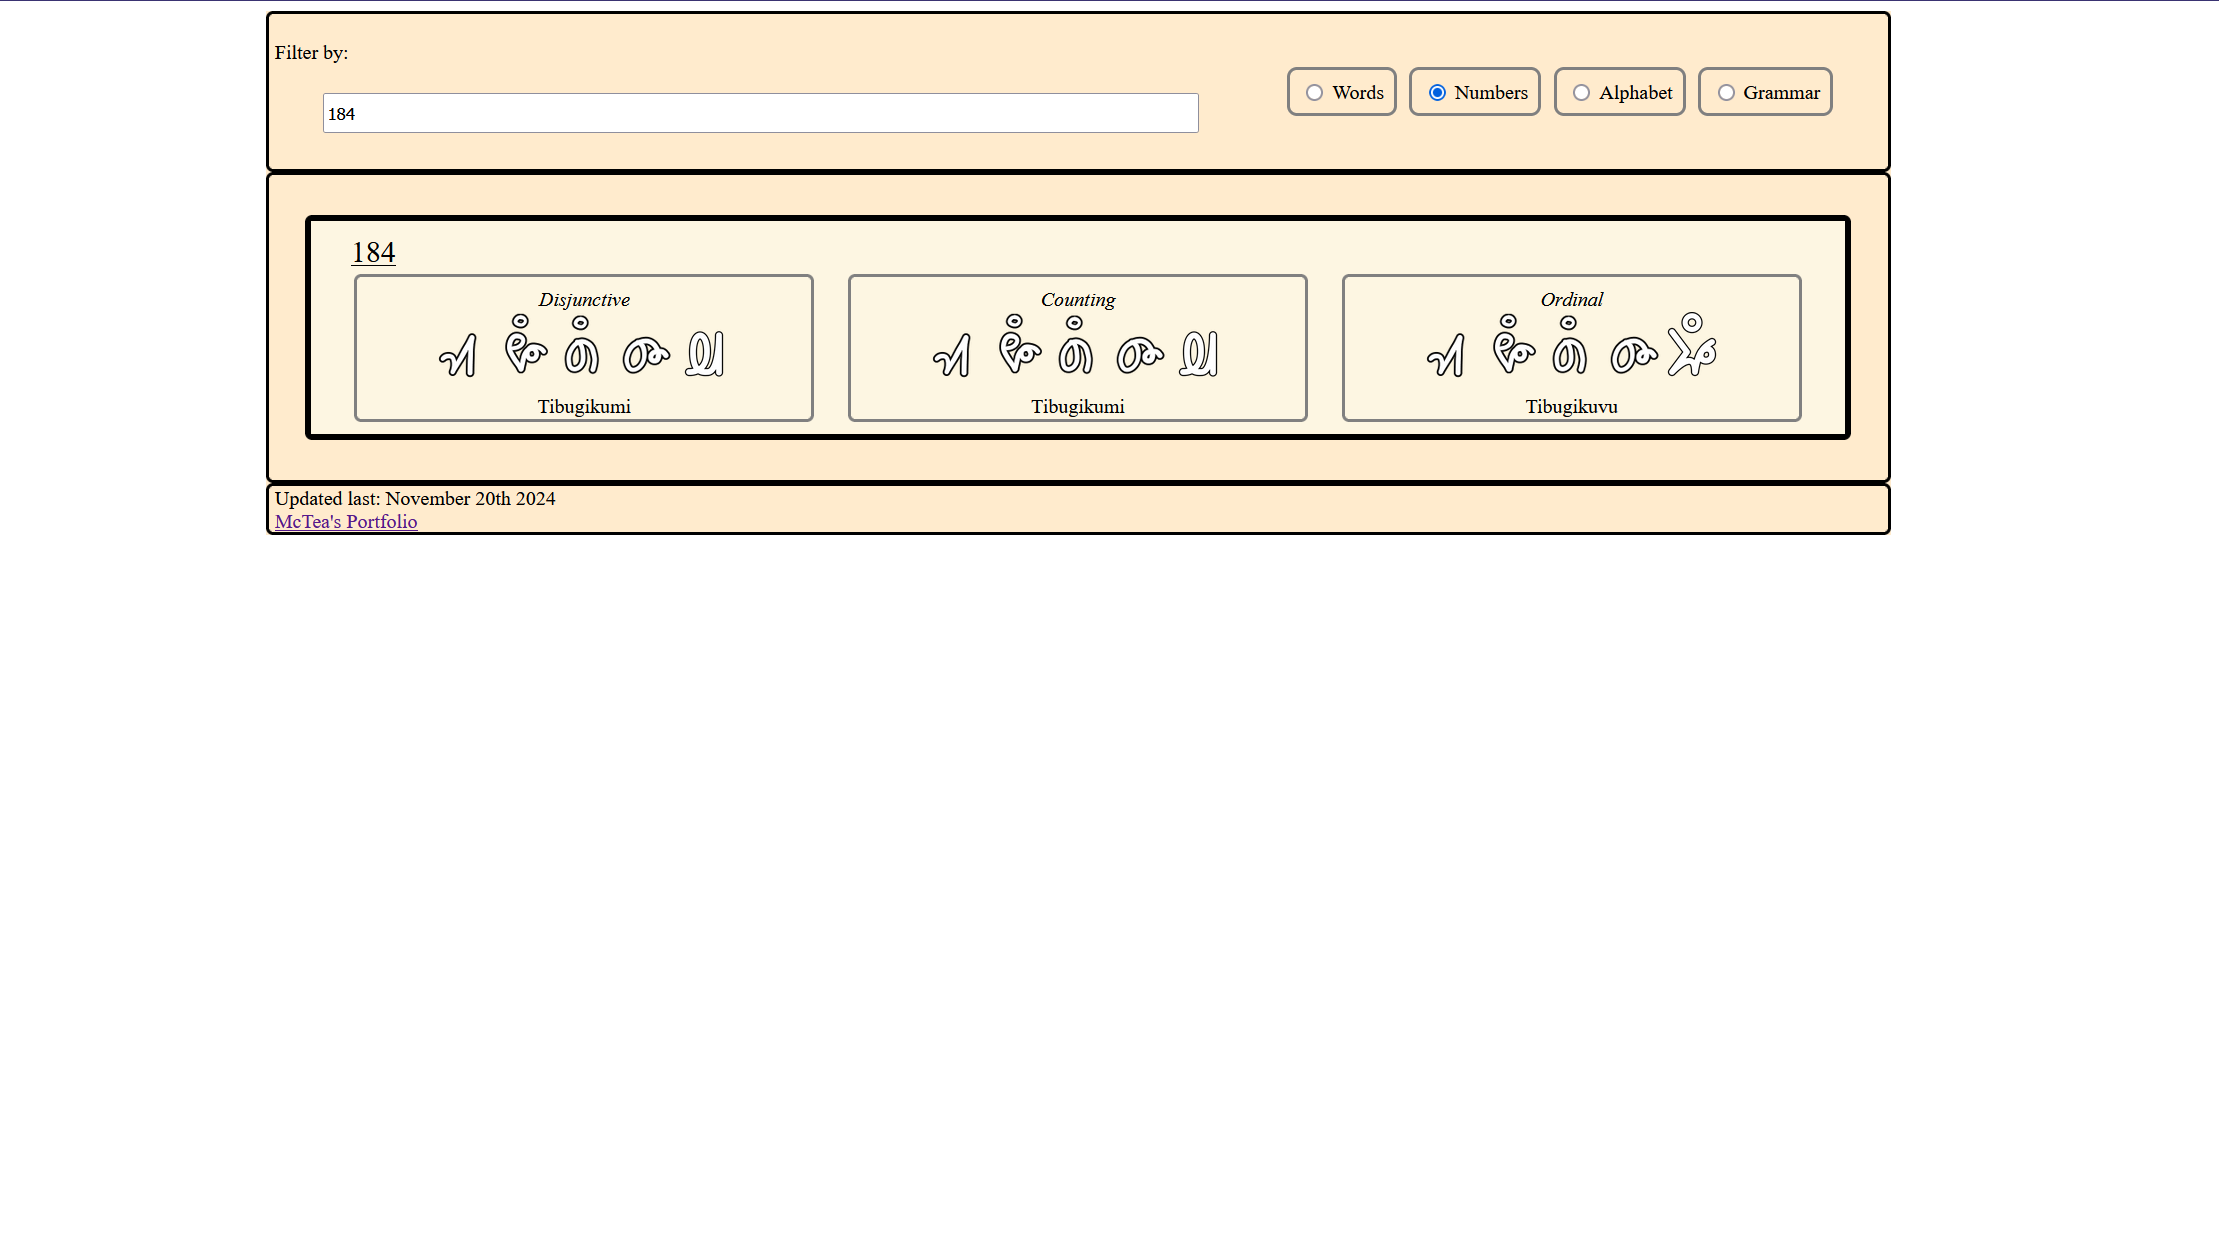 Filter by:
184
Words
Numbers
Alphabet
Grammar
184
Disjunctive
Tibugikumi
Counting
Tibugikumi
Ordinal
Tibugikuvu
Updated last: November 20th 2024
McTea's Portfolio